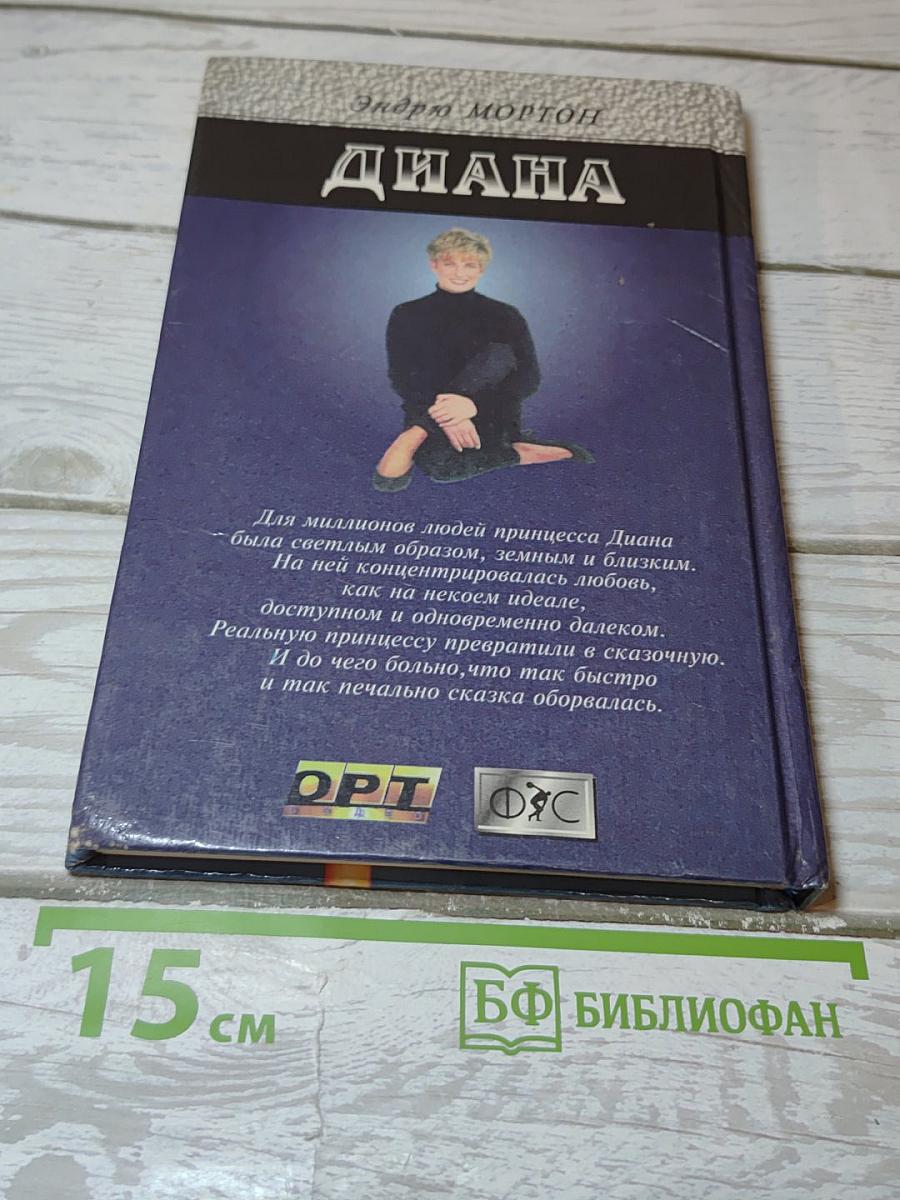 Эндрю МОРТОН
ДИАНА
Для миллионов людей принцесса Диана
была светлым образом, земным и близким.
На ней концентрировалась любовь,
как на некоем идеале,
доступном и одновременно далеком.
Реальную принцессу превратили в сказочную.
И до чего больно,что так быстро
и так печально сказка оборвалась.
ОРТ
ВИДЕО
ФИС
15 см
БФ БИБЛИОФАН